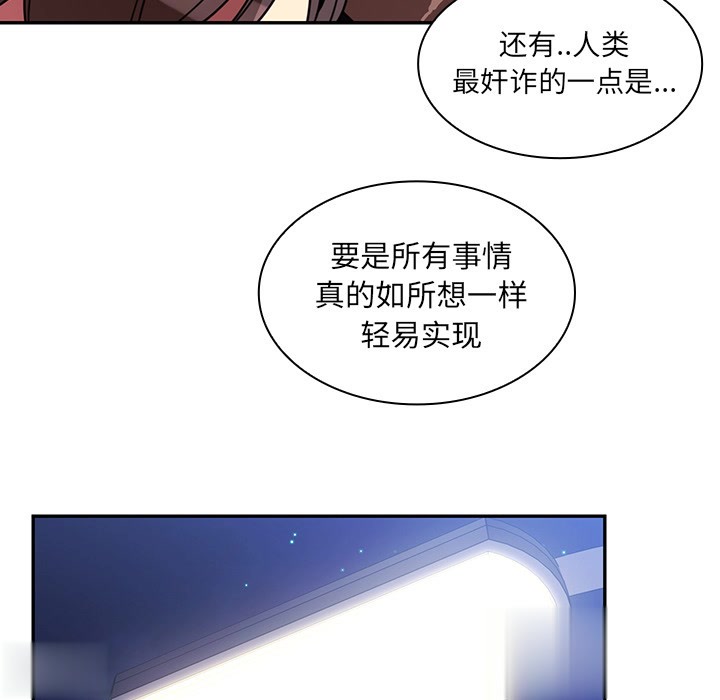 还有..人类
最奸诈的一点是...
要是所有事情
真的如所想一样
轻易实现